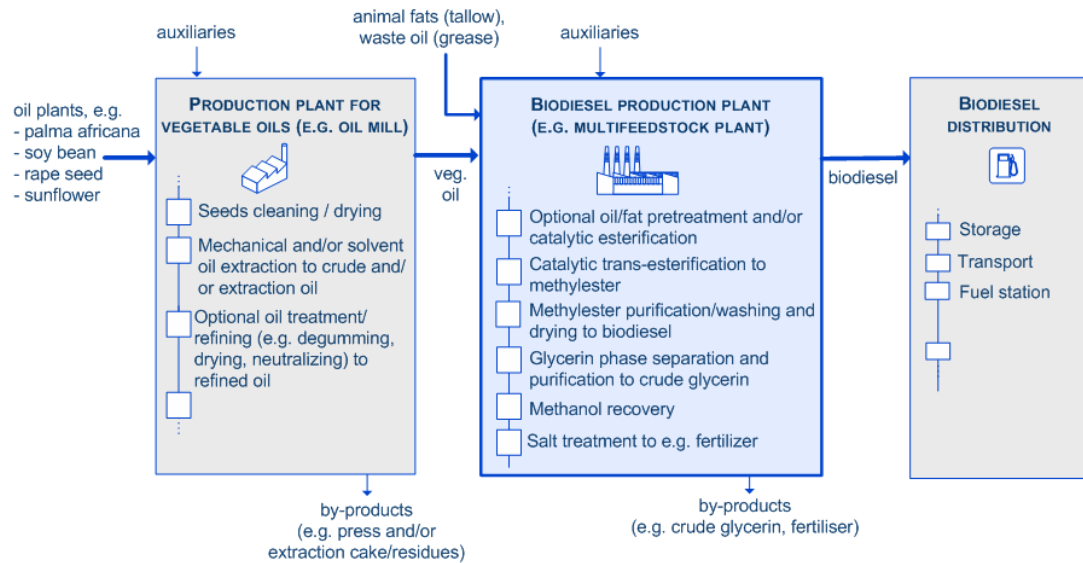 auxiliaries
animal fats (tallow),
waste oil (grease)
auxiliaries
oil plants, e.g.
- palma africana
- soy bean
- rape seed
- sunflower
PRODUCTION PLANT FOR
VEGETABLE OILS (E.G. OIL MILL)
Seeds cleaning / drying
Mechanical and/or solvent
oil extraction to crude and/
or extraction oil
Optional oil treatment/
refining (e.g. degumming,
drying, neutralizing) to
refined oil
by-products
(e.g. press and/or
extraction cake/residues)
veg.
oil
BIODIESEL PRODUCTION PLANT
(E.G. MULTIFEEDSTOCK PLANT)
Optional oil/fat pretreatment and/or
catalytic esterification
Catalytic trans-esterification to
methylester
Methylester purification/washing and
drying to biodiesel
Glycerin phase separation and
purification to crude glycerin
Methanol recovery
Salt treatment to e.g. fertilizer
by-products
(e.g. crude glycerin, fertiliser)
biodiesel
BIODIESEL
DISTRIBUTION
Storage
Transport
Fuel station